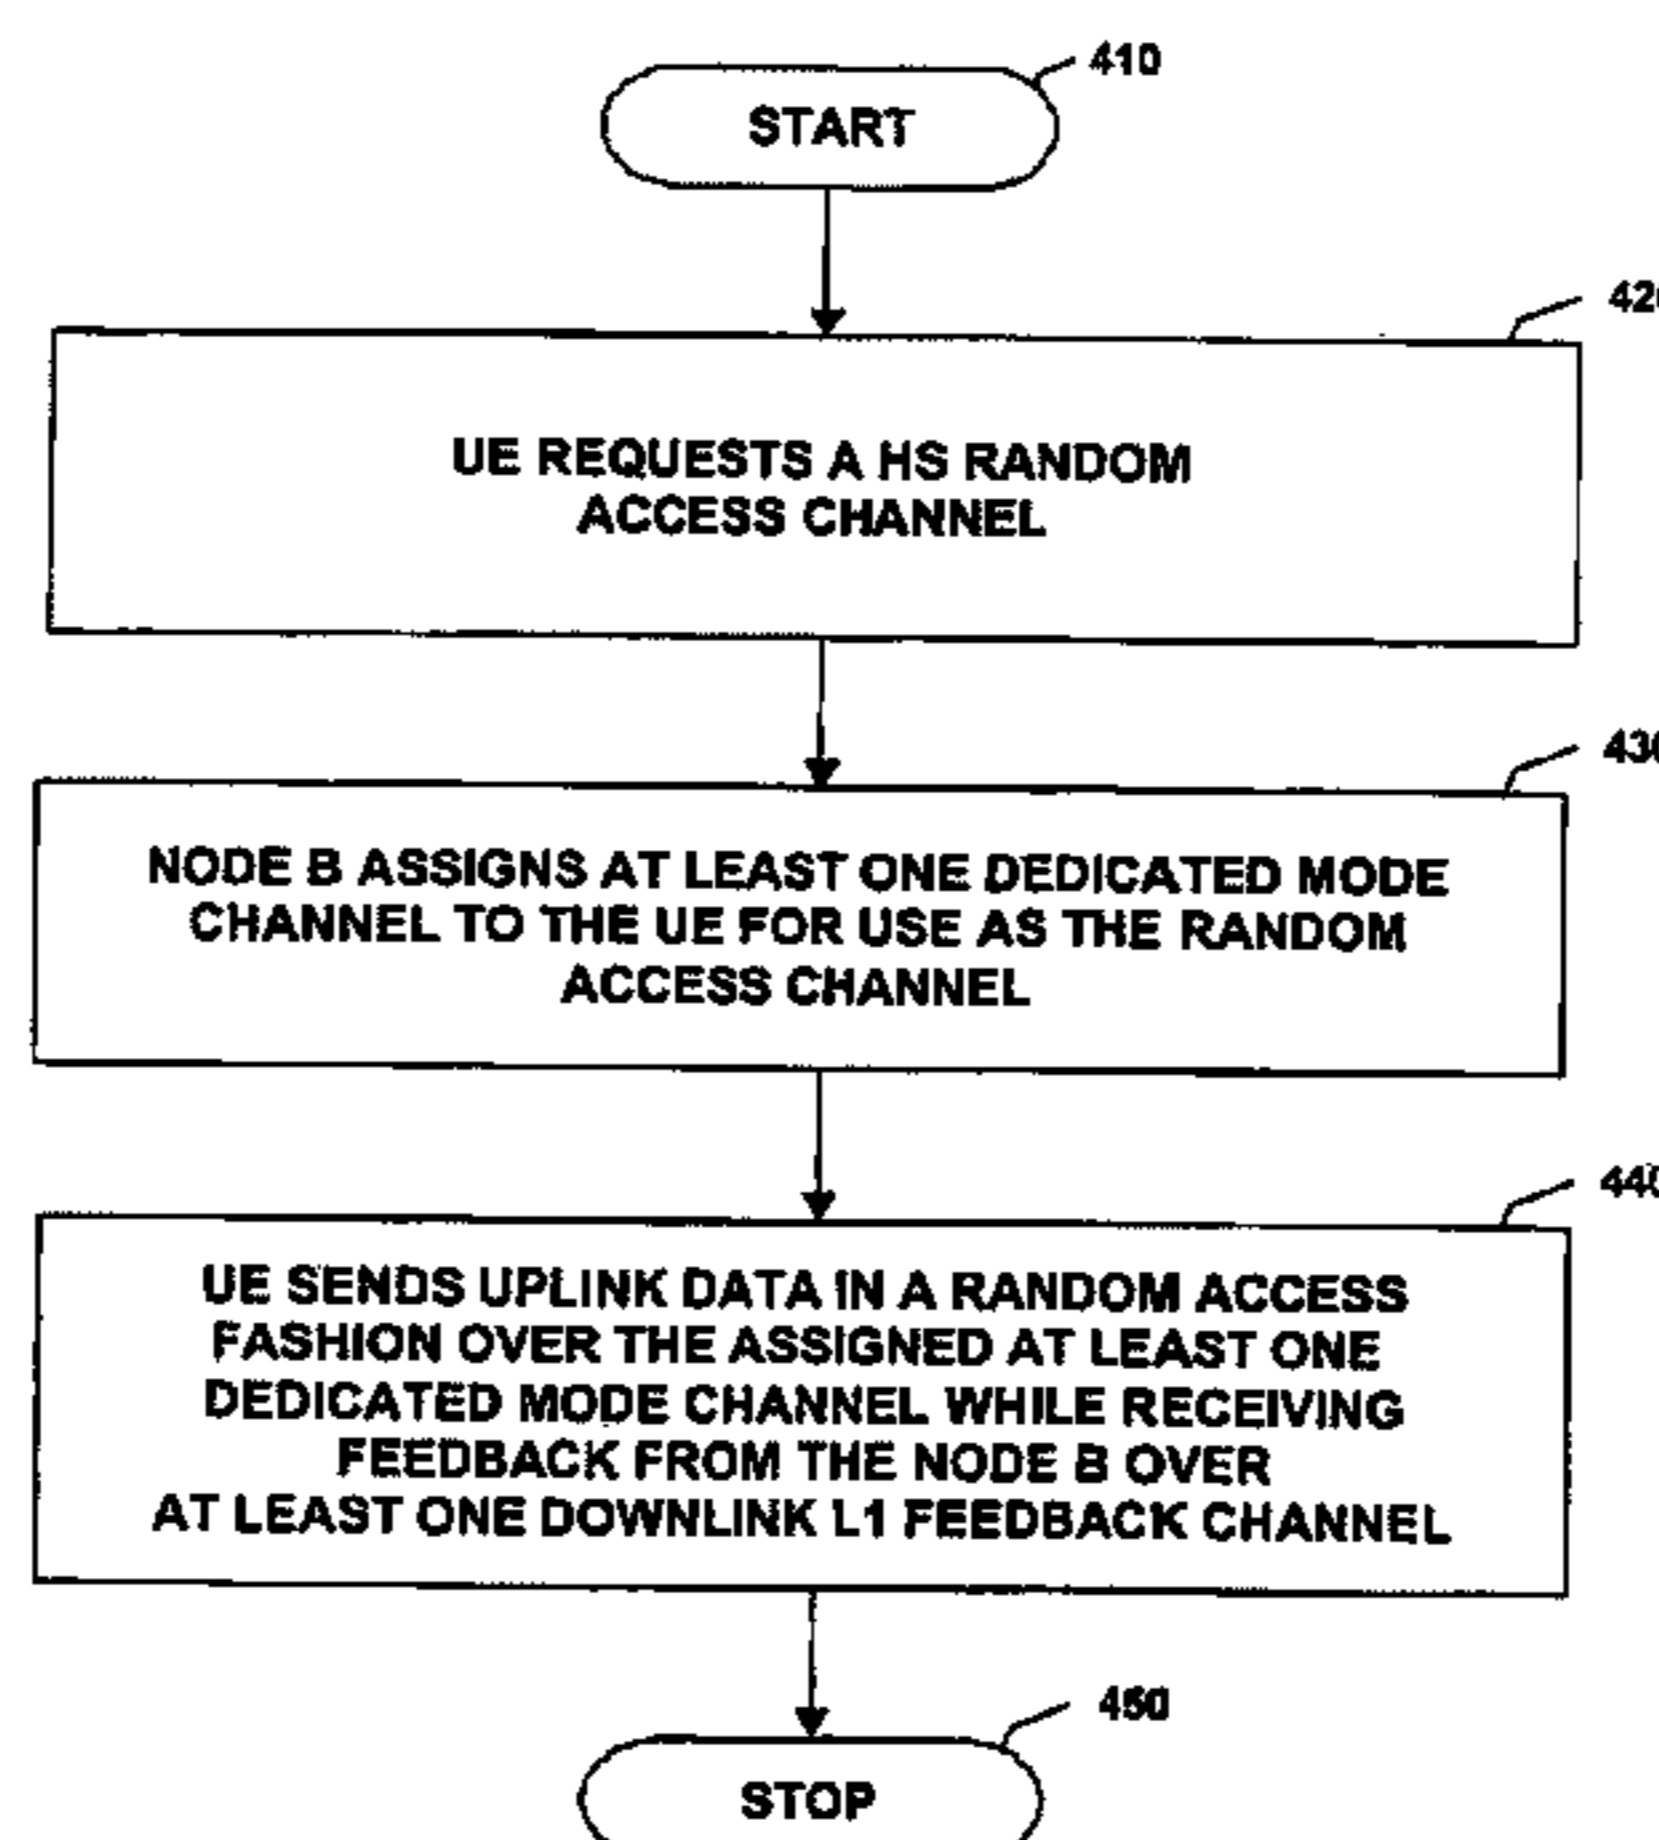 410
START
420
UE REQUESTS A HS RANDOM
ACCESS CHANNEL
430
NODE B ASSIGNS AT LEAST ONE DEDICATED MODE
CHANNEL TO THE UE FOR USE AS THE RANDOM
ACCESS CHANNEL
440
UE SENDS UPLINK DATA IN A RANDOM ACCESS
FASHION OVER THE ASSIGNED AT LEAST ONE
DEDICATED MODE CHANNEL WHILE RECEIVING
FEEDBACK FROM THE NODE B OVER
AT LEAST ONE DOWNLINK L1 FEEDBACK CHANNEL
450
STOP